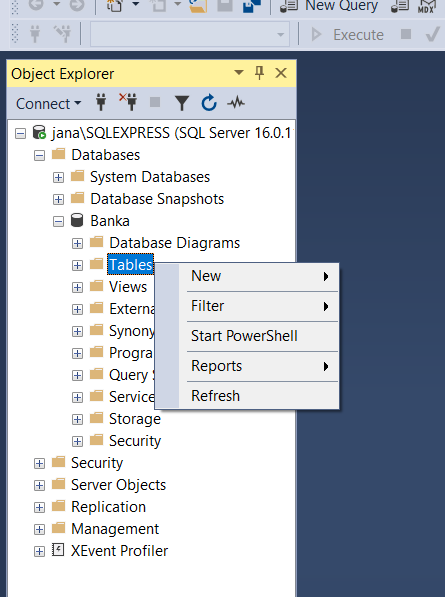 New Query
MDX
Execute
Object Explorer
Connect
jana\SQLEXPRESS (SQL Server 16.0.1
Databases
System Databases
Database Snapshots
Banka
Database Diagrams
Tables
Views
Externa
Synony
Progra
Query S
Service
Storage
Security
Security
Server Objects
Replication
Management
XEvent Profiler
New
Filter
Start PowerShell
Reports
Refresh